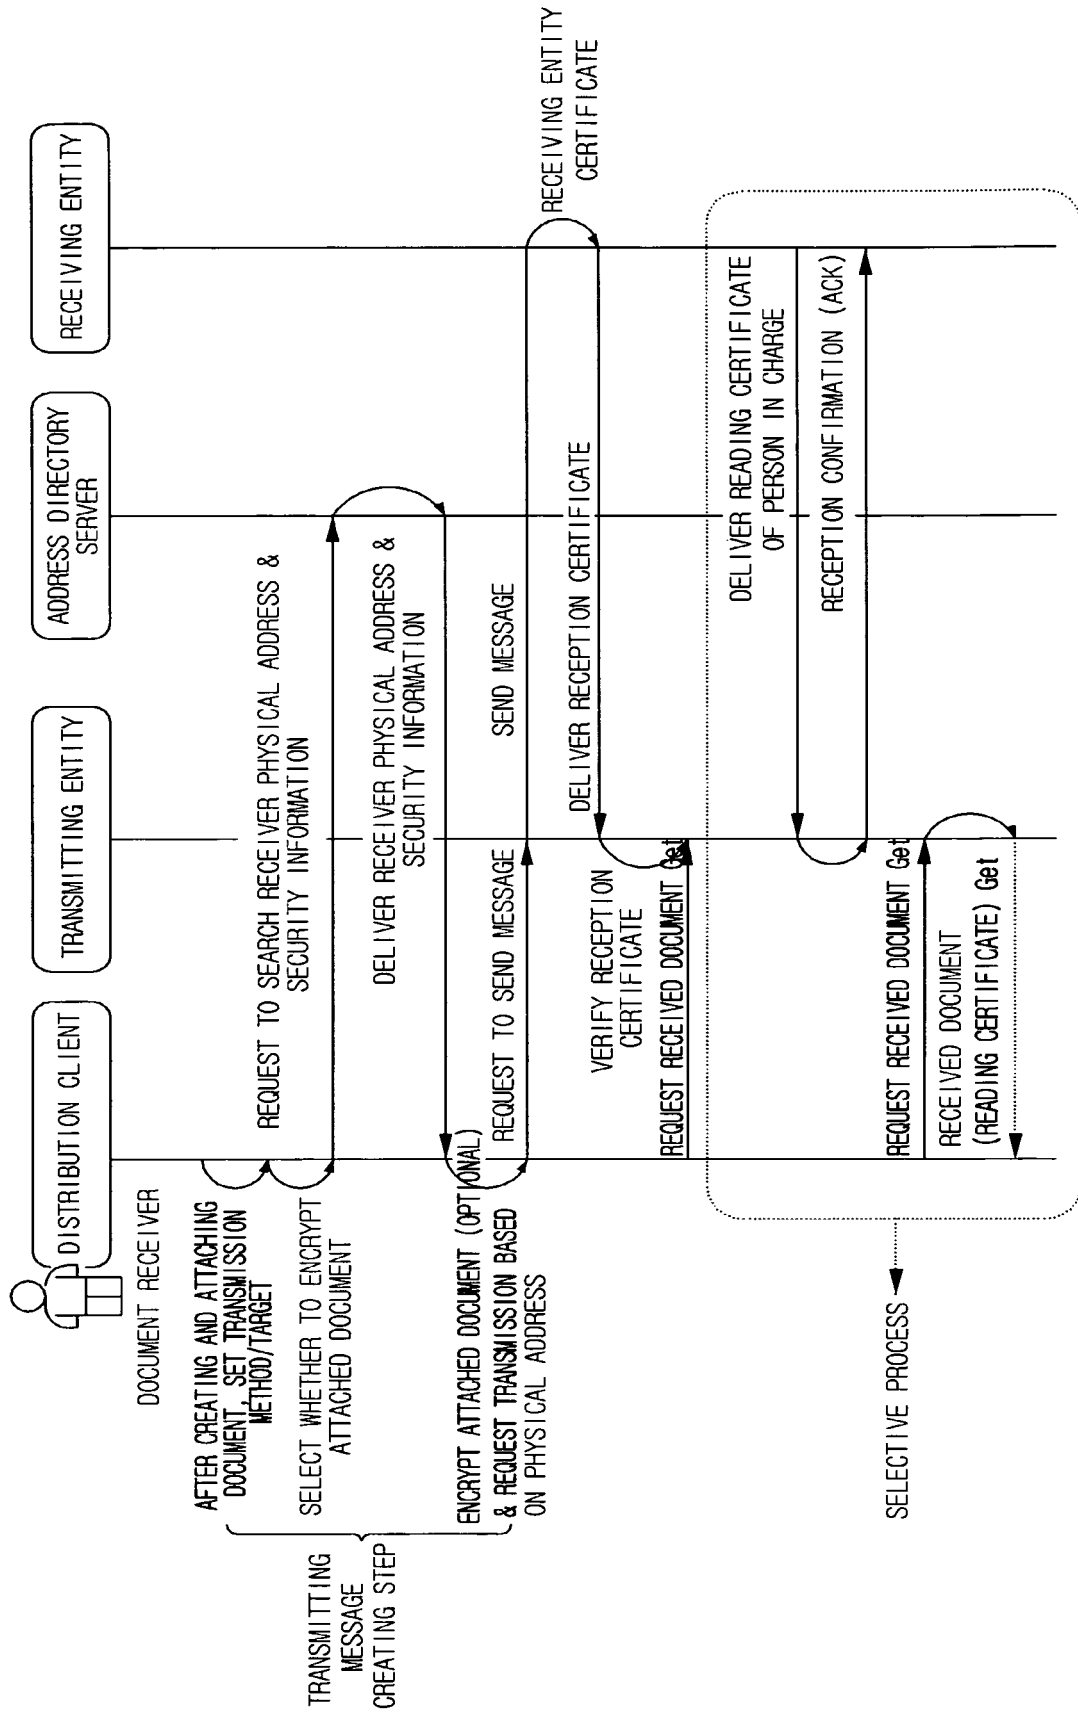 DISTRIBUTION CLIENT
TRANSMITTING ENTITY
ADDRESS DIRECTORY
SERVER
RECEIVING ENTITY
DOCUMENT RECEIVER
AFTER CREATING AND ATTACHING
DOCUMENT, SET TRANSMISSION
METHOD/TARGET
SELECT WHETHER TO ENCRYPT
ATTACHED DOCUMENT
REQUEST TO SEARCH RECEIVER PHYSICAL ADDRESS &
SECURITY INFORMATION
DELIVER RECEIVER PHYSICAL ADDRESS &
SECURITY INFORMATION
ENCRYPT ATTACHED DOCUMENT (OPTIONAL)
& REQUEST TRANSMISSION BASED
ON PHYSICAL ADDRESS
TRANSMITTING
MESSAGE
CREATING STEP
REQUEST TO SEND MESSAGE
SEND MESSAGE
RECEIVING ENTITY
CERTIFICATE
DELIVER RECEPTION CERTIFICATE
VERIFY RECEPTION
CERTIFICATE
REQUEST RECEIVED DOCUMENT Get
DELIVER READING CERTIFICATE
OF PERSON IN CHARGE
RECEPTION CONFIRMATION (ACK)
REQUEST RECEIVED DOCUMENT Get
RECEIVED DOCUMENT
(READING CERTIFICATE) Get
SELECTIVE PROCESS